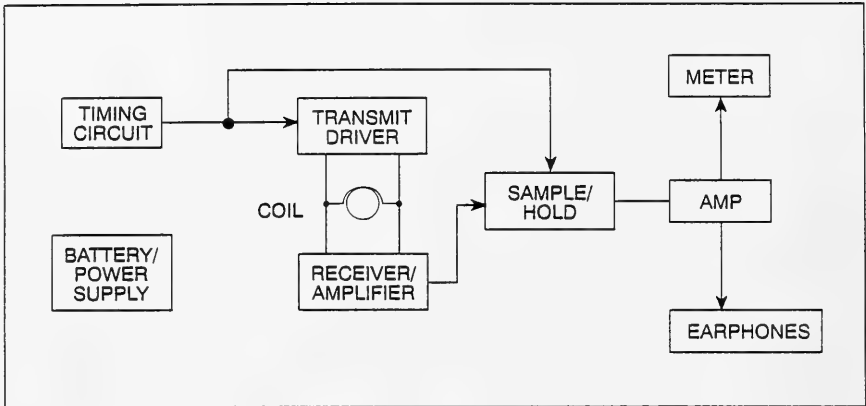 METER
TIMING
CIRCUIT
TRANSMIT
DRIVER
SAMPLE/
HOLD
AMP
COIL
BATTERY/
POWER
SUPPLY
RECEIVER/
AMPLIFIER
EARPHONES